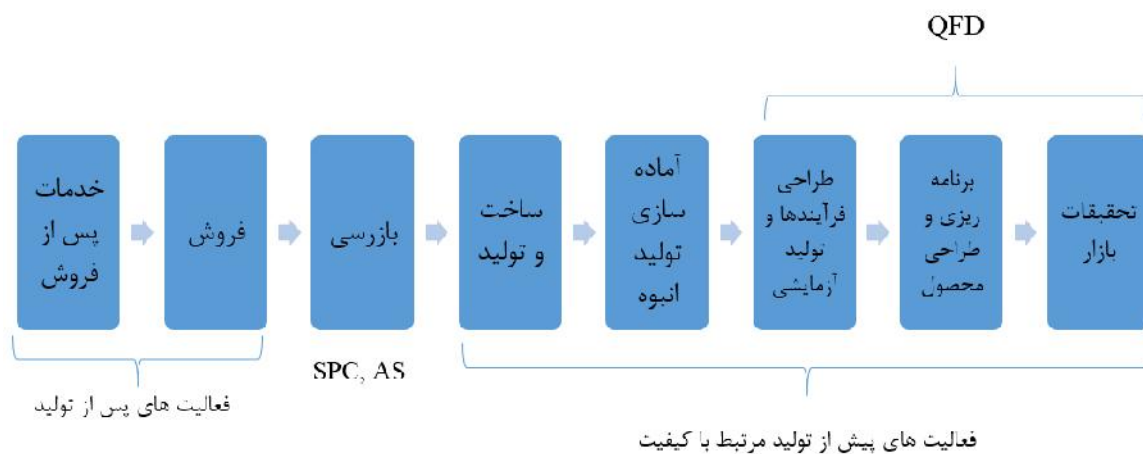 QFD
تحقیقات
بازار
برنامه
ریزی و
طراحی
محصول
طراحی
فرآیندها و
تولید
آزمایشی
آماده
سازی
تولید
انبوه
ساخت
و تولید
بازرسی
فروش
خدمات
پس از
فروش
SPC, AS
فعالیت های پس از تولید
فعالیت های پیش از تولید مرتبط با کیفیت